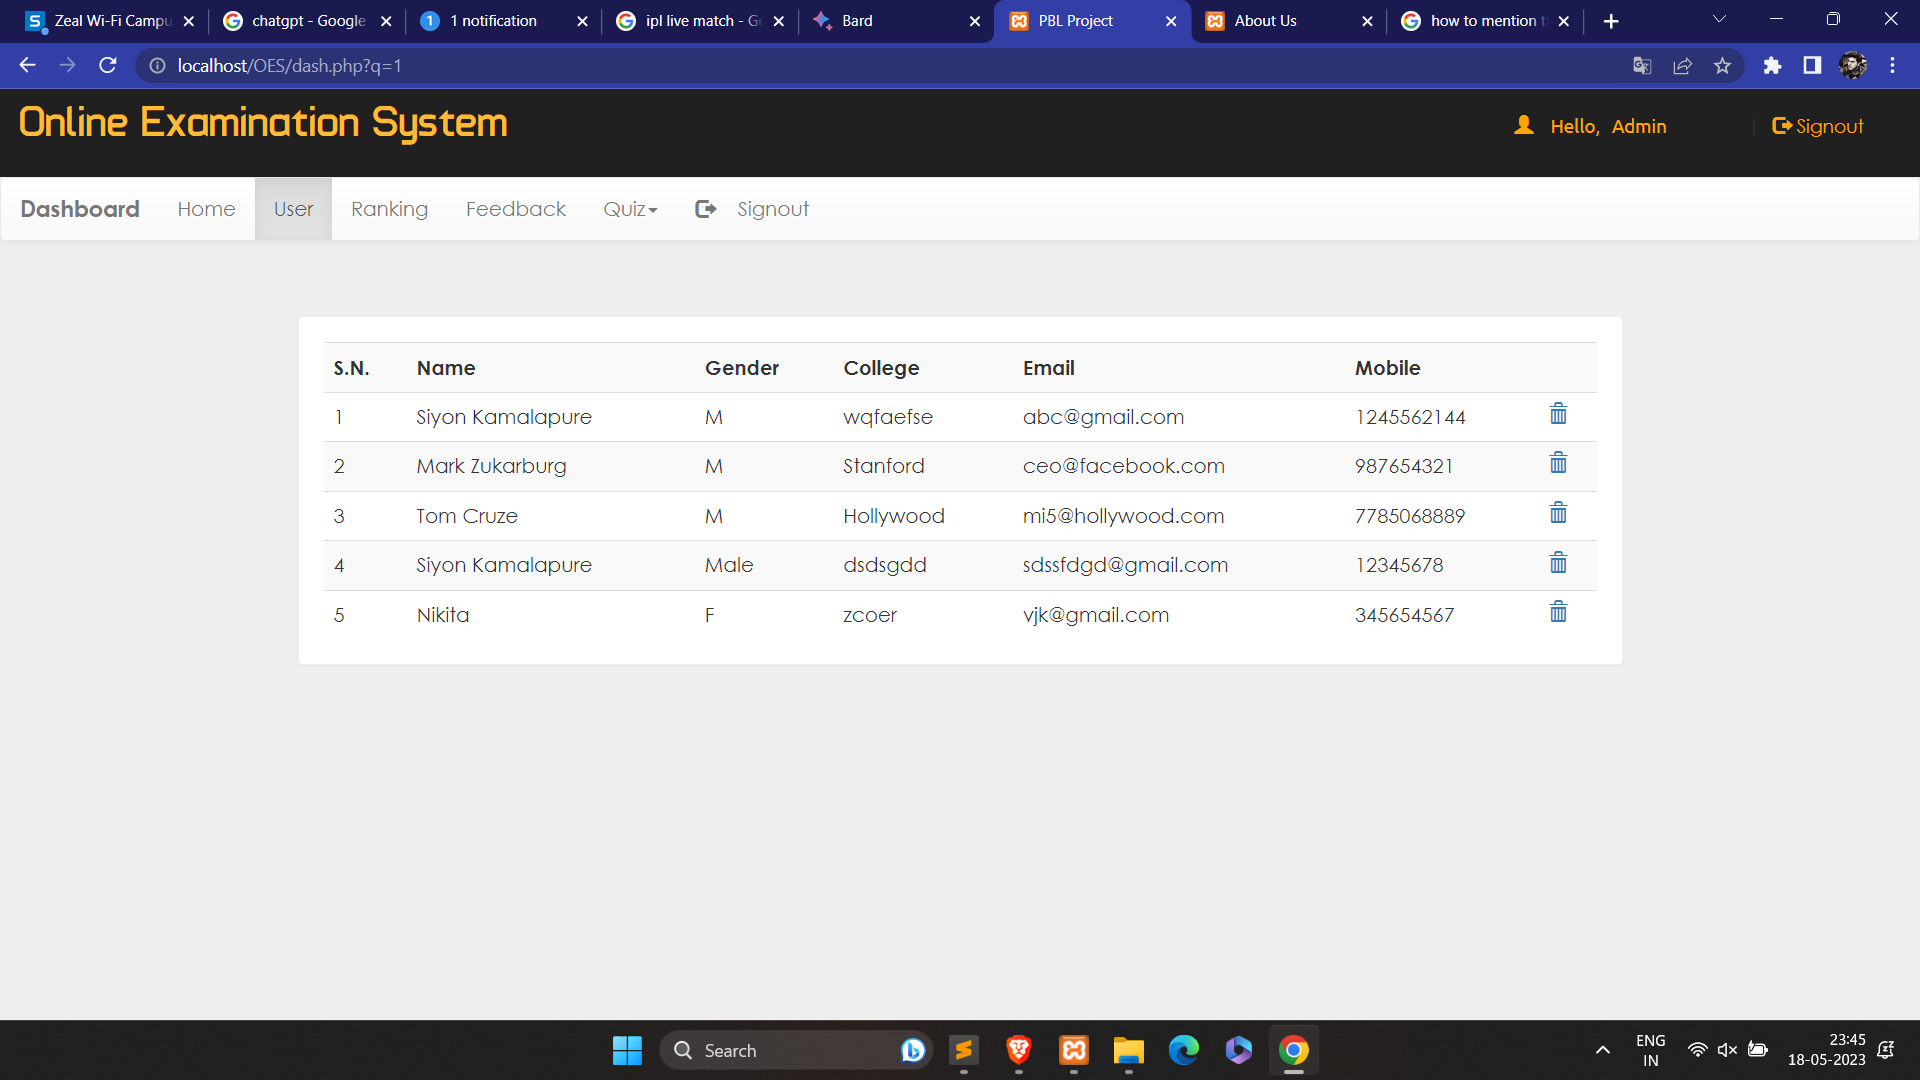 Zeal Wi-Fi Campu chatgpt - Google 1 notification ipl live match - Go Bard PBL Project About Us how to mention t
localhost/OES/dash.php?q=1
Online Examination System Hello, Admin Signout
Dashboard Home User Ranking Feedback Quiz Signout
S.N. Name Gender College Email Mobile
1 Siyon Kamalapure M wqfaefse abc@gmail.com 1245562144
2 Mark Zukarburg M Stanford ceo@facebook.com 987654321
3 Tom Cruze M Hollywood mi5@hollywood.com 7785068889
4 Siyon Kamalapure Male dsdsgdd sdssfdgd@gmail.com 12345678
5 Nikita F zcoer vjk@gmail.com 345654567
Search ENG 23:45
IN 18-05-2023